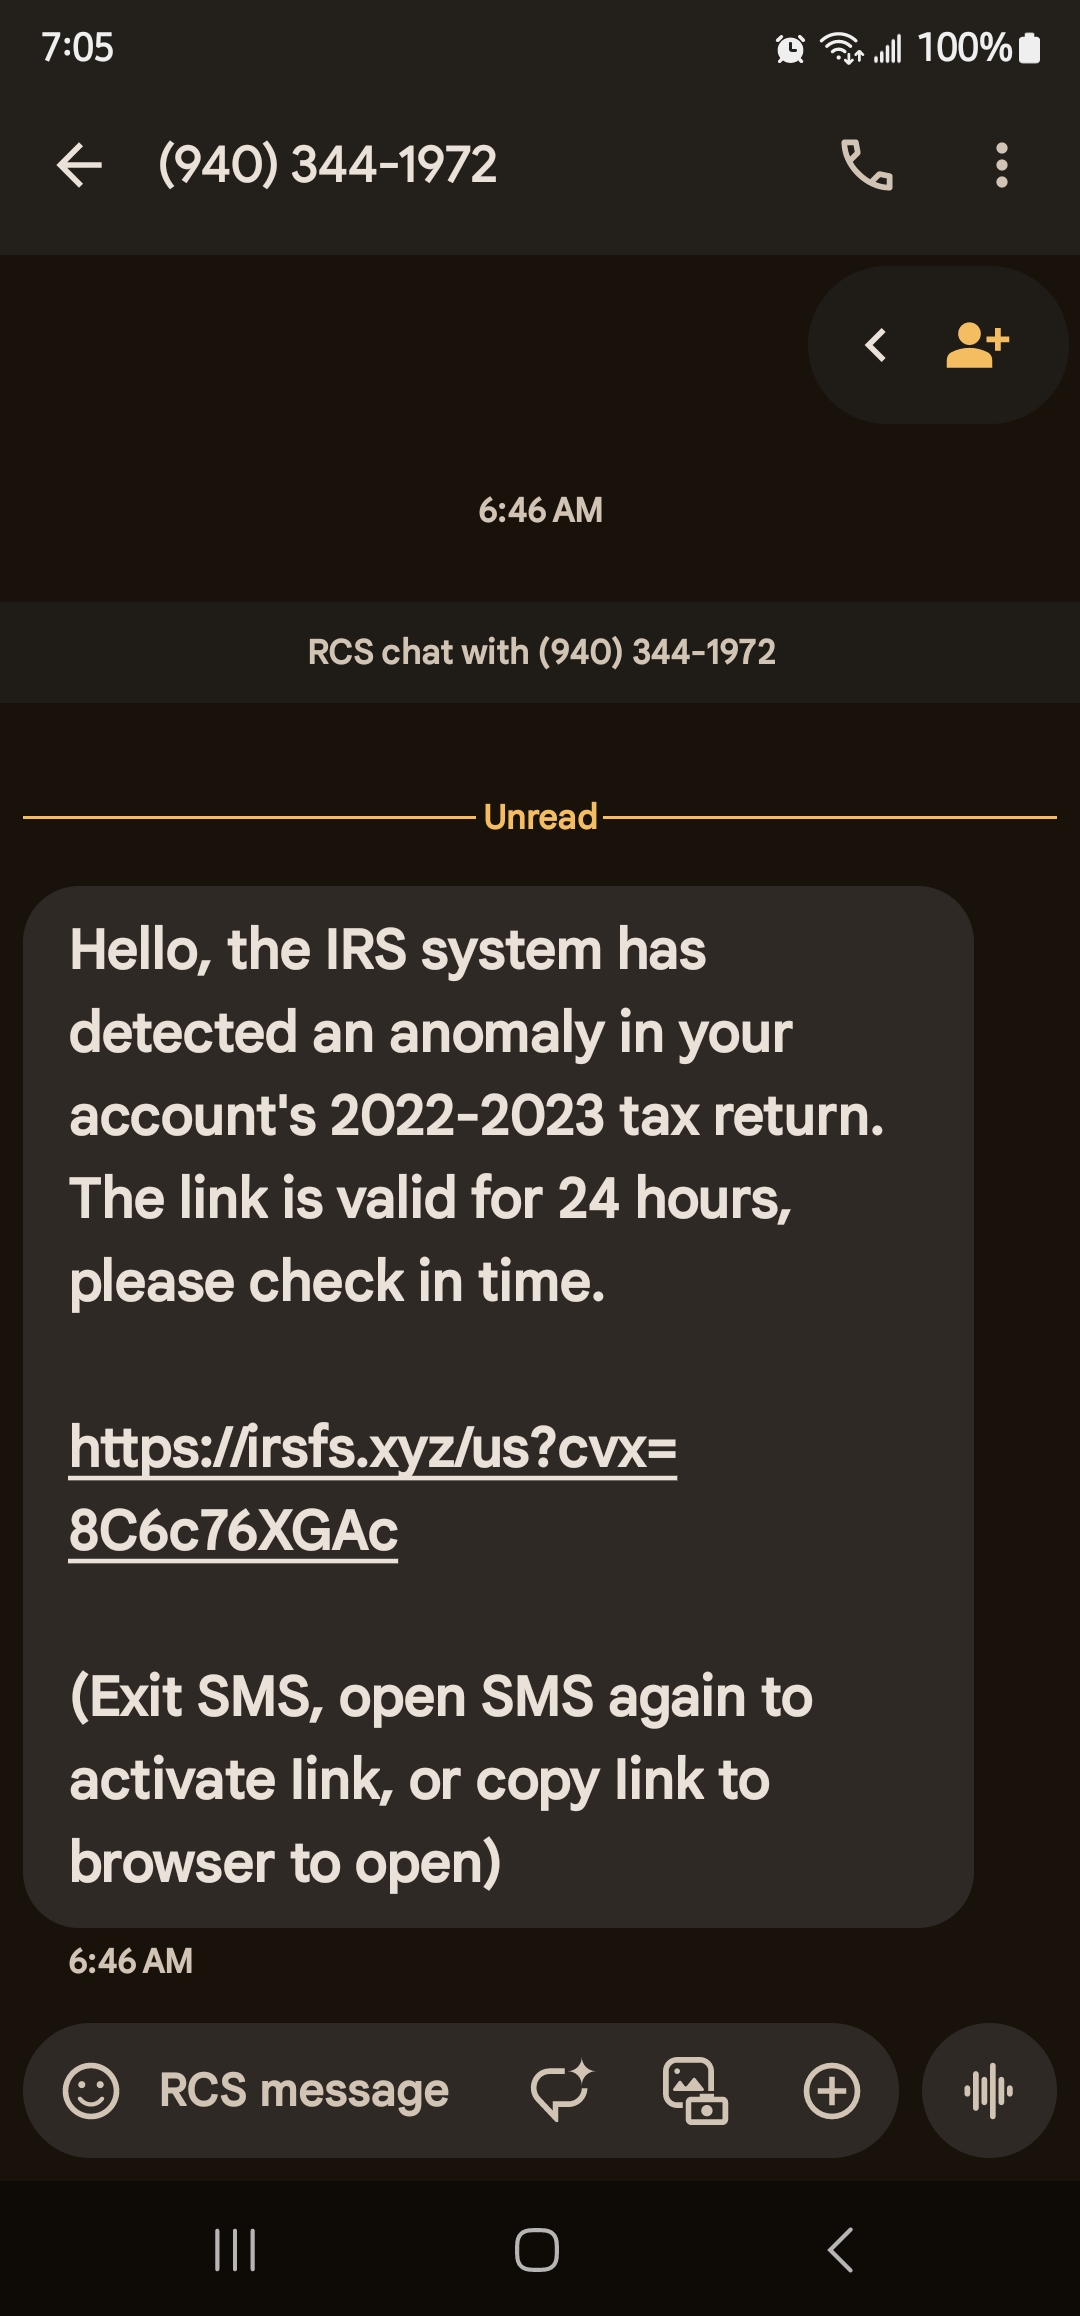 7:05
100%
(940) 344-1972
6:46 AM
RCS chat with (940) 344-1972
Unread
Hello, the IRS system has
detected an anomaly in your
account's 2022-2023 tax return.
The link is valid for 24 hours,
please check in time.
https://irsfs.xyz/us?cvx=
8C6c76XGAc
(Exit SMS, open SMS again to
activate link, or copy link to
browser to open)
6:46 AM
RCS message